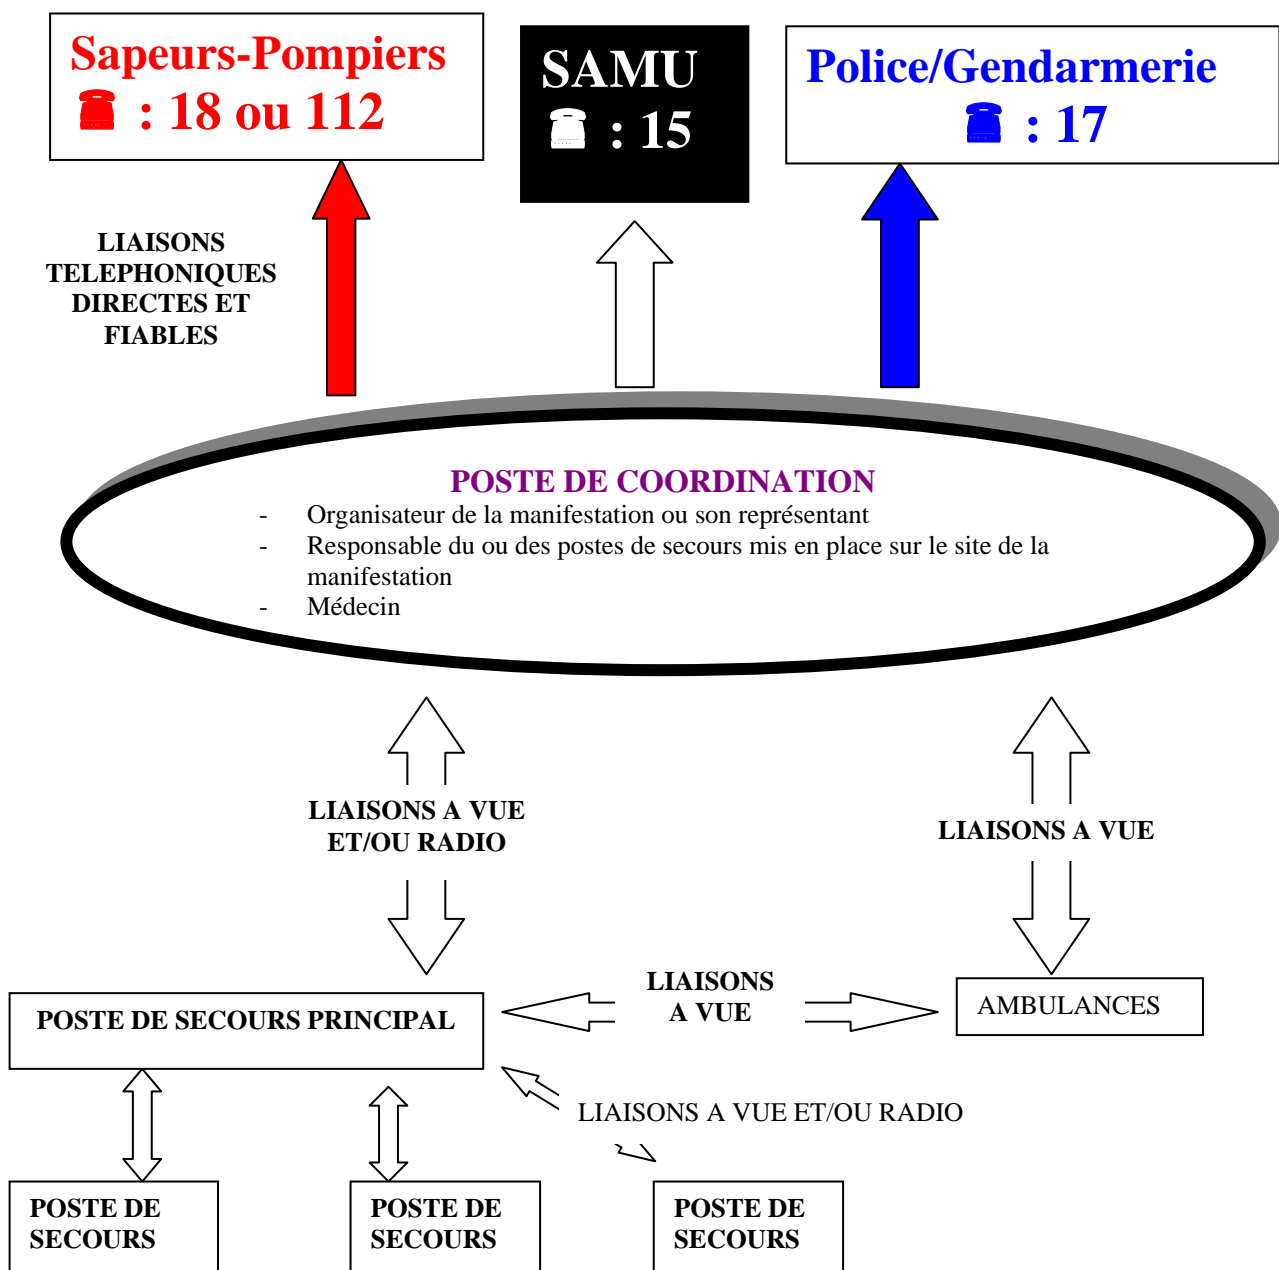 Sapeurs-Pompiers
☎ : 18 ou 112
SAMU
☎ : 15
Police/Gendarmerie
☎ : 17
LIAISONS
TELEPHONIQUES
DIRECTES ET
FIABLES
POSTE DE COORDINATION
- Organisateur de la manifestation ou son représentant
- Responsable du ou des postes de secours mis en place sur le site de la
manifestation
- Médecin
LIAISONS A VUE
ET/OU RADIO
LIAISONS A VUE
LIAISONS
A VUE
POSTE DE SECOURS PRINCIPAL
AMBULANCES
LIAISONS A VUE ET/OU RADIO
POSTE DE
SECOURS
POSTE DE
SECOURS
POSTE DE
SECOURS